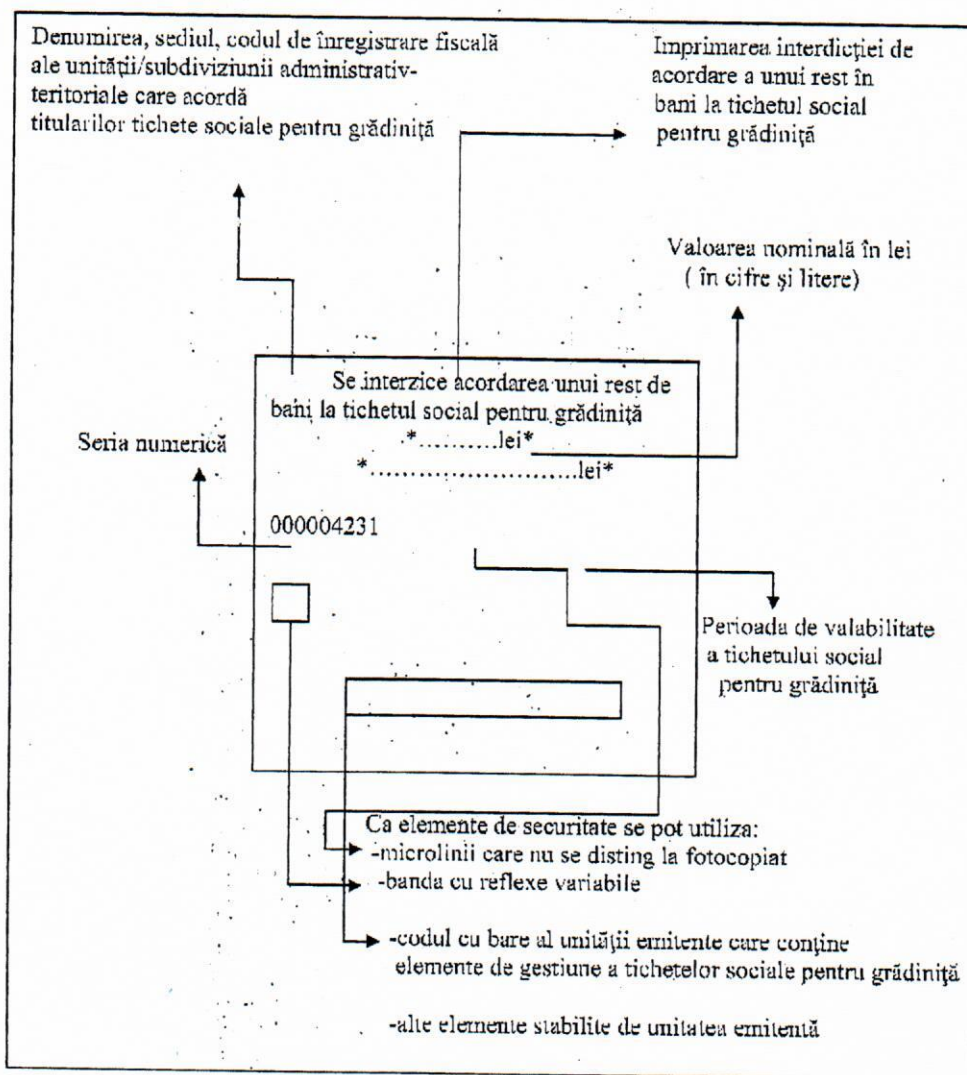 Denumirea, sediul, codul de înregistrare fiscală
ale unităţii/subdiviziunii administrativ-
teritoriale care acordă
titularilor tichete sociale pentru grădiniţă
Imprimarea interdicţiei de
acordare a unui rest în
bani la tichetul social
pentru grădiniţă
Valoarea nominală în lei
( în cifre şi litere)
Se interzice acordarea unui rest de
bani la tichetul social pentru grădiniţă
*..........lei*
*..........................lei*
Seria numerică
000004231
Perioada de valabilitate
a tichetului social
pentru grădiniţă
Ca elemente de securitate se pot utiliza:
-microlinii care nu se disting la fotocopiat
-banda cu reflexe variabile
-codul cu bare al unităţii emitente care conţine
elemente de gestiune a tichetelor sociale pentru grădiniţă
-alte elemente stabilite de unitatea emitentă